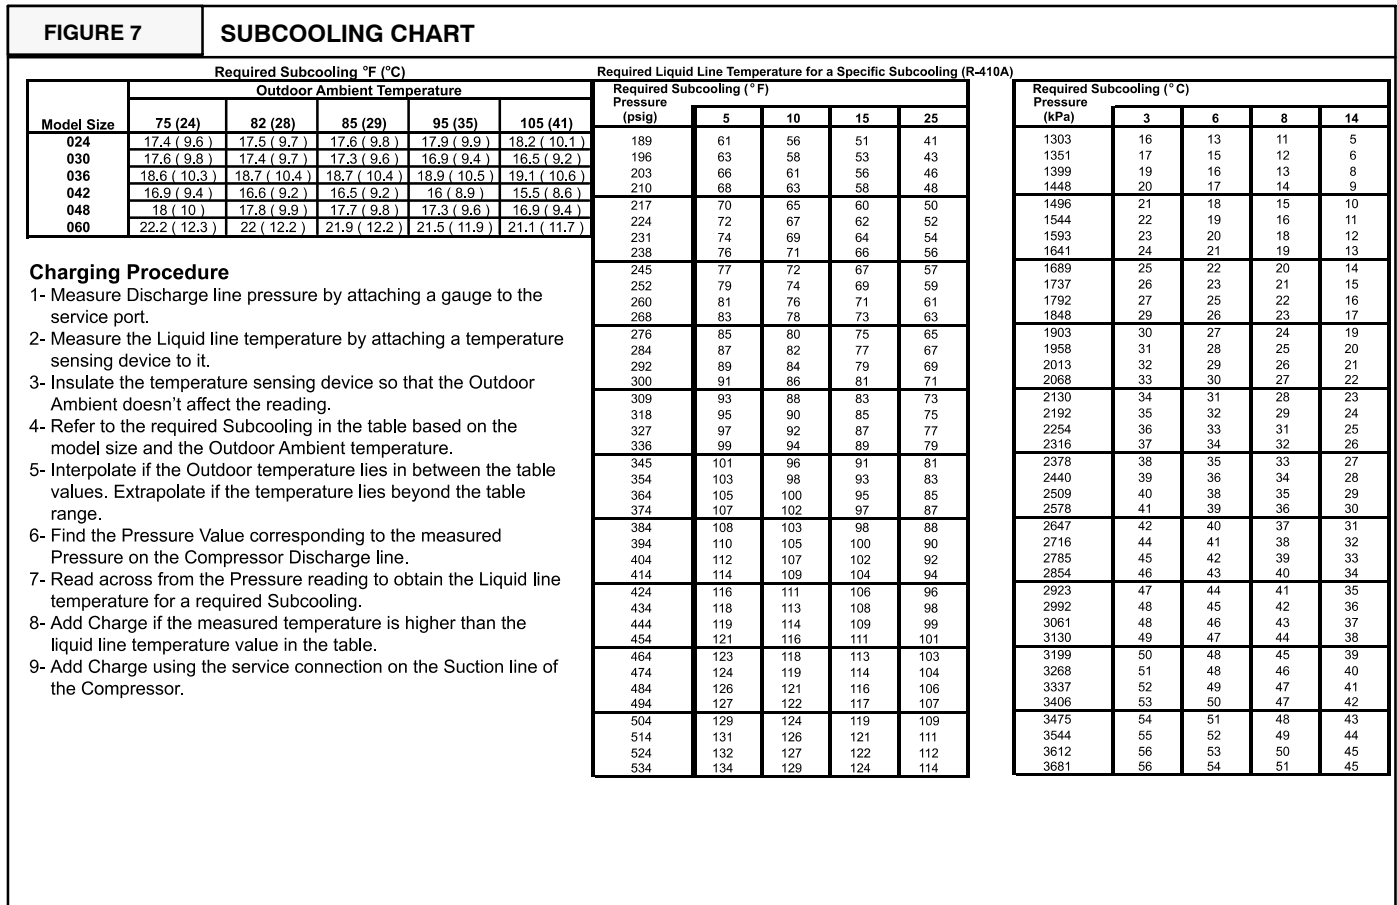 FIGURE 7
SUBCOOLING CHART
Required Subcooling °F (°C)
Outdoor Ambient Temperature
Model Size 75 (24) 82 (28) 85 (29) 95 (35) 105 (41)
024 17.4 ( 9.6 ) 17.5 ( 9.7 ) 17.6 ( 9.8 ) 17.9 ( 9.9 ) 18.2 ( 10.1 )
030 17.6 ( 9.8 ) 17.4 ( 9.7 ) 17.3 ( 9.6 ) 16.9 ( 9.4 ) 16.5 ( 9.2 )
036 18.6 ( 10.3 ) 18.7 ( 10.4 ) 18.7 ( 10.4 ) 18.9 ( 10.5 ) 19.1 ( 10.6 )
042 16.9 ( 9.4 ) 16.6 ( 9.2 ) 16.5 ( 9.2 ) 16 ( 8.9 ) 15.5 ( 8.6 )
048 18 ( 10 ) 17.8 ( 9.9 ) 17.7 ( 9.8 ) 17.3 ( 9.6 ) 16.9 ( 9.4 )
060 22.2 ( 12.3 ) 22 ( 12.2 ) 21.9 ( 12.2 ) 21.5 ( 11.9 ) 21.1 ( 11.7 )
Charging Procedure
1- Measure Discharge line pressure by attaching a gauge to the
service port.
2- Measure the Liquid line temperature by attaching a temperature
sensing device to it.
3- Insulate the temperature sensing device so that the Outdoor
Ambient doesn't affect the reading.
4- Refer to the required Subcooling in the table based on the
model size and the Outdoor Ambient temperature.
5- Interpolate if the Outdoor temperature lies in between the table
values. Extrapolate if the temperature lies beyond the table
range.
6- Find the Pressure Value corresponding to the measured
Pressure on the Compressor Discharge line.
7- Read across from the Pressure reading to obtain the Liquid line
temperature for a required Subcooling.
8- Add Charge if the measured temperature is higher than the
liquid line temperature value in the table.
9- Add Charge using the service connection on the Suction line of
the Compressor.
Required Liquid Line Temperature for a Specific Subcooling (R-410A)
Required Subcooling (°F)
Pressure
(psig) 5 10 15 25
189 61 56 51 41
196 63 58 53 43
203 66 61 56 46
210 68 63 58 48
217 70 65 60 50
224 72 67 62 52
231 74 69 64 54
238 76 71 66 56
245 77 72 67 57
252 79 74 69 59
260 81 76 71 61
268 83 78 73 63
276 85 80 75 65
284 87 82 77 67
292 89 84 79 69
300 91 86 81 71
309 93 88 83 73
318 95 90 85 75
327 97 92 87 77
336 99 94 89 79
345 101 96 91 81
354 103 98 93 83
364 105 100 95 85
374 107 102 97 87
384 108 103 98 88
394 110 105 100 90
404 112 107 102 92
414 114 109 104 94
424 116 111 106 96
434 118 113 108 98
444 119 114 109 99
454 121 116 111 101
464 123 118 113 103
474 124 119 114 104
484 126 121 116 106
494 127 122 117 107
504 129 124 119 109
514 131 126 121 111
524 132 127 122 112
534 134 129 124 114
Required Subcooling (°C)
Pressure
(kPa) 3 6 8 14
1303 16 13 11 5
1351 17 15 12 6
1399 19 16 13 8
1448 20 17 14 9
1496 21 18 15 10
1544 22 19 16 11
1593 23 20 18 12
1641 24 21 19 13
1689 25 22 20 14
1737 26 23 21 15
1792 27 25 22 16
1848 29 26 23 17
1903 30 27 24 19
1958 31 28 25 20
2013 32 29 26 21
2068 33 30 27 22
2130 34 31 28 23
2192 35 32 29 24
2254 36 33 31 25
2316 37 34 32 26
2378 38 35 33 27
2440 39 36 34 28
2509 40 38 35 29
2578 41 39 36 30
2647 42 40 37 31
2716 44 41 38 32
2785 45 42 39 33
2854 46 43 40 34
2923 47 44 41 35
2992 48 45 42 36
3061 48 46 43 37
3130 49 47 44 38
3199 50 48 45 39
3268 51 48 46 40
3337 52 49 47 41
3406 53 50 47 42
3475 54 51 48 43
3544 55 52 49 44
3612 56 53 50 45
3681 56 54 51 45